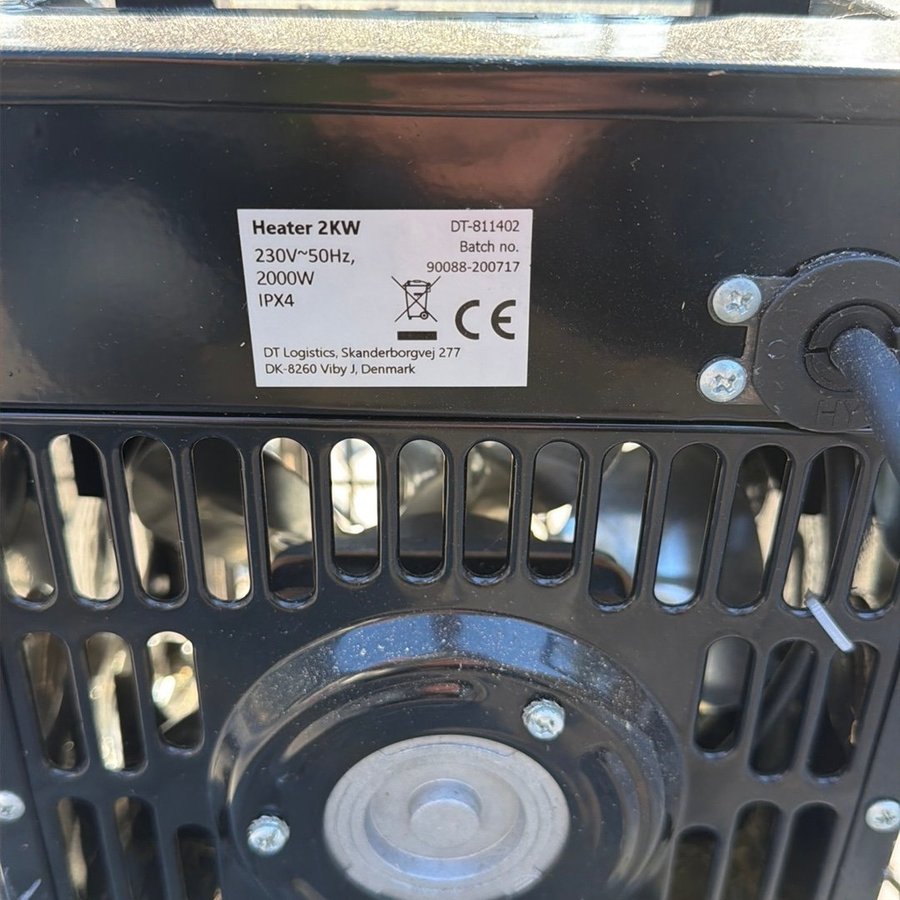 Heater 2KW
230V~50Hz,
2000W
IPX4
DT-811402
Batch no.
90088-200717
CE
DT Logistics, Skanderborgvej 277
DK-8260 Viby J, Denmark
HY